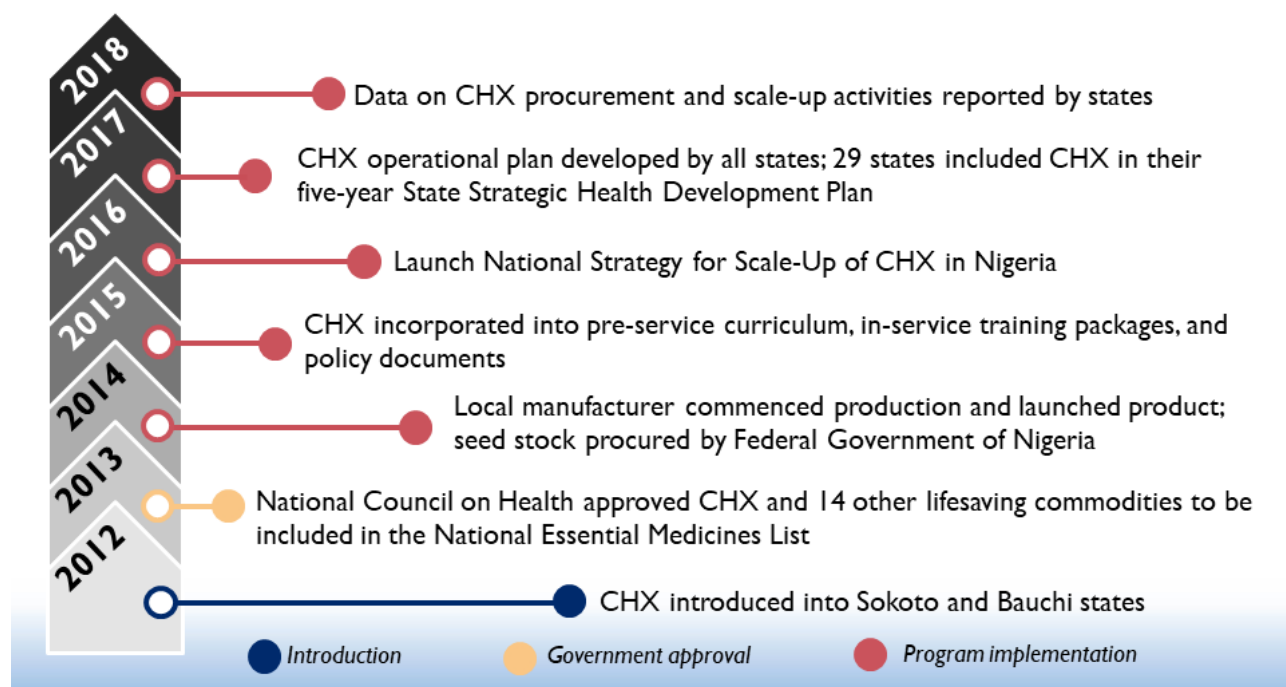 2018
Data on CHX procurement and scale-up activities reported by states
2017
CHX operational plan developed by all states; 29 states included CHX in their
five-year State Strategic Health Development Plan
2016
Launch National Strategy for Scale-Up of CHX in Nigeria
2015
CHX incorporated into pre-service curriculum, in-service training packages, and
policy documents
2014
Local manufacturer commenced production and launched product;
seed stock procured by Federal Government of Nigeria
2013
National Council on Health approved CHX and 14 other lifesaving commodities to be
included in the National Essential Medicines List
2012
CHX introduced into Sokoto and Bauchi states
Introduction
Government approval
Program implementation